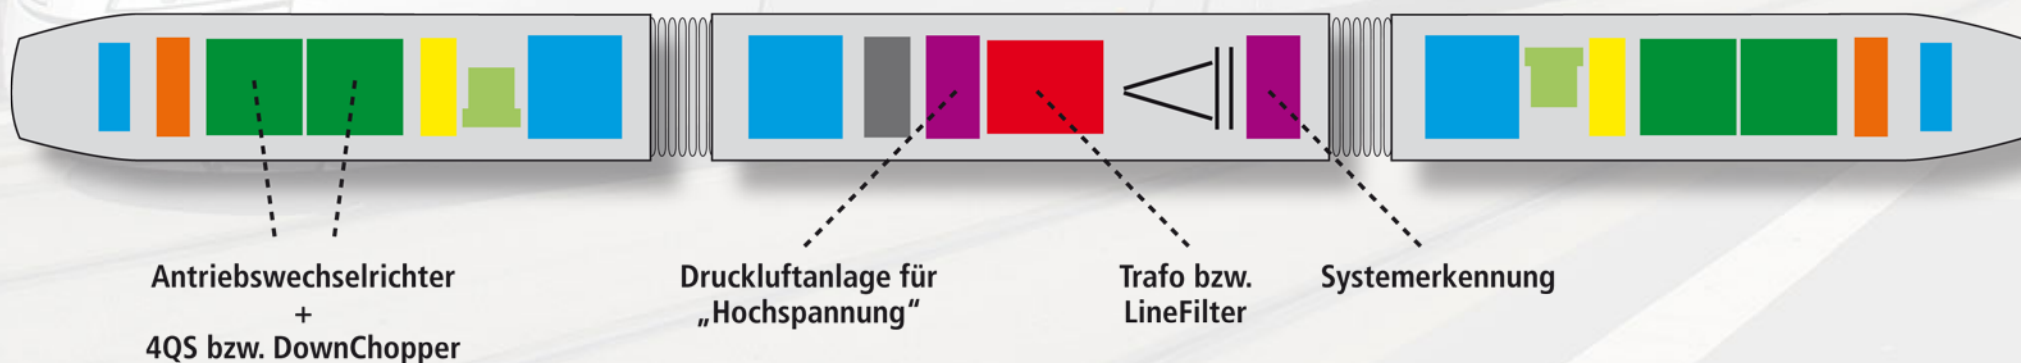 Antriebswechselrichter
+
4QS bzw. DownChopper
Druckluftanlage für
„Hochspannung“
Trafo bzw.
LineFilter
Systemerkennung